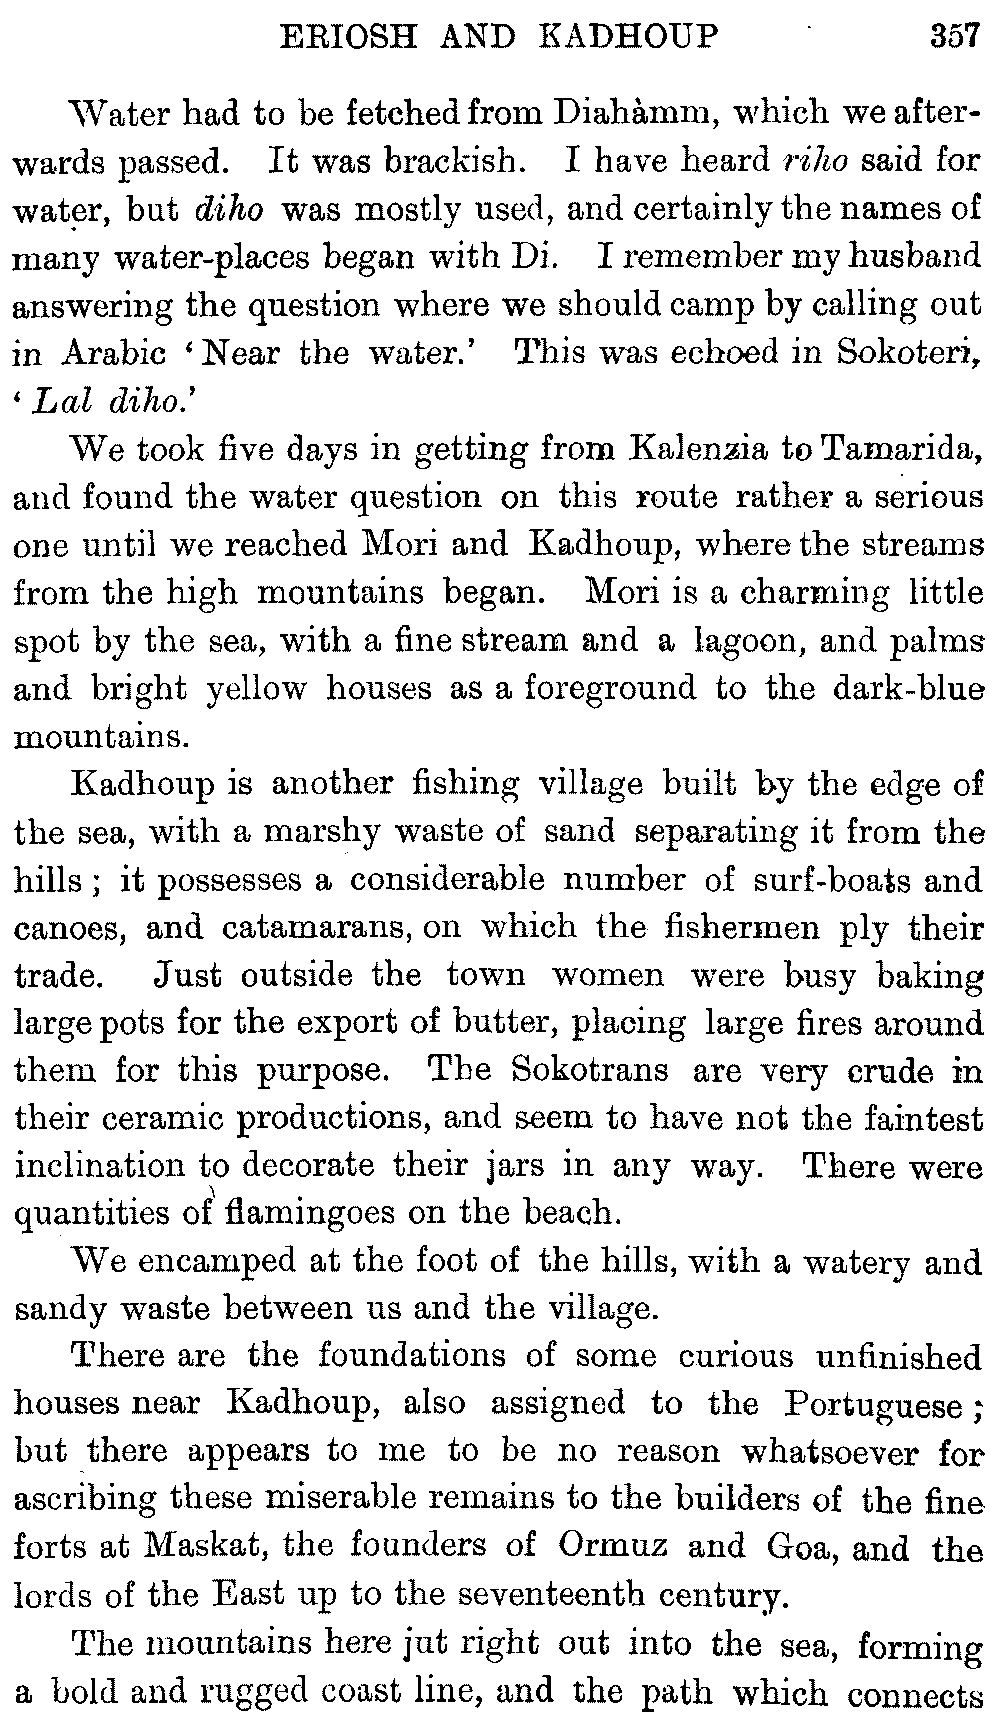 ERIOSH AND KADHOUP 357
Water had to be fetched from Diahàmm, which we after-
wards passed. It was brackish. I have heard riho said for
water, but diho was mostly used, and certainly the names of
many water-places began with Di. I remember my husband
answering the question where we should camp by calling out
in Arabic ‘Near the water.’ This was echoed in Sokoteri,
‘Lal diho.’
We took five days in getting from Kalenzia to Tamarida,
and found the water question on this route rather a serious
one until we reached Mori and Kadhoup, where the streams
from the high mountains began. Mori is a charming little
spot by the sea, with a fine stream and a lagoon, and palms
and bright yellow houses as a foreground to the dark-blue
mountains.
Kadhoup is another fishing village built by the edge of
the sea, with a marshy waste of sand separating it from the
hills; it possesses a considerable number of surf-boats and
canoes, and catamarans, on which the fishermen ply their
trade. Just outside the town women were busy baking
large pots for the export of butter, placing large fires around
them for this purpose. The Sokotrans are very crude in
their ceramic productions, and seem to have not the faintest
inclination to decorate their jars in any way. There were
quantities of flamingoes on the beach.
We encamped at the foot of the hills, with a watery and
sandy waste between us and the village.
There are the foundations of some curious unfinished
houses near Kadhoup, also assigned to the Portuguese;
but there appears to me to be no reason whatsoever for
ascribing these miserable remains to the builders of the fine
forts at Maskat, the founders of Ormuz and Goa, and the
lords of the East up to the seventeenth century.
The mountains here jut right out into the sea, forming
a bold and rugged coast line, and the path which connects